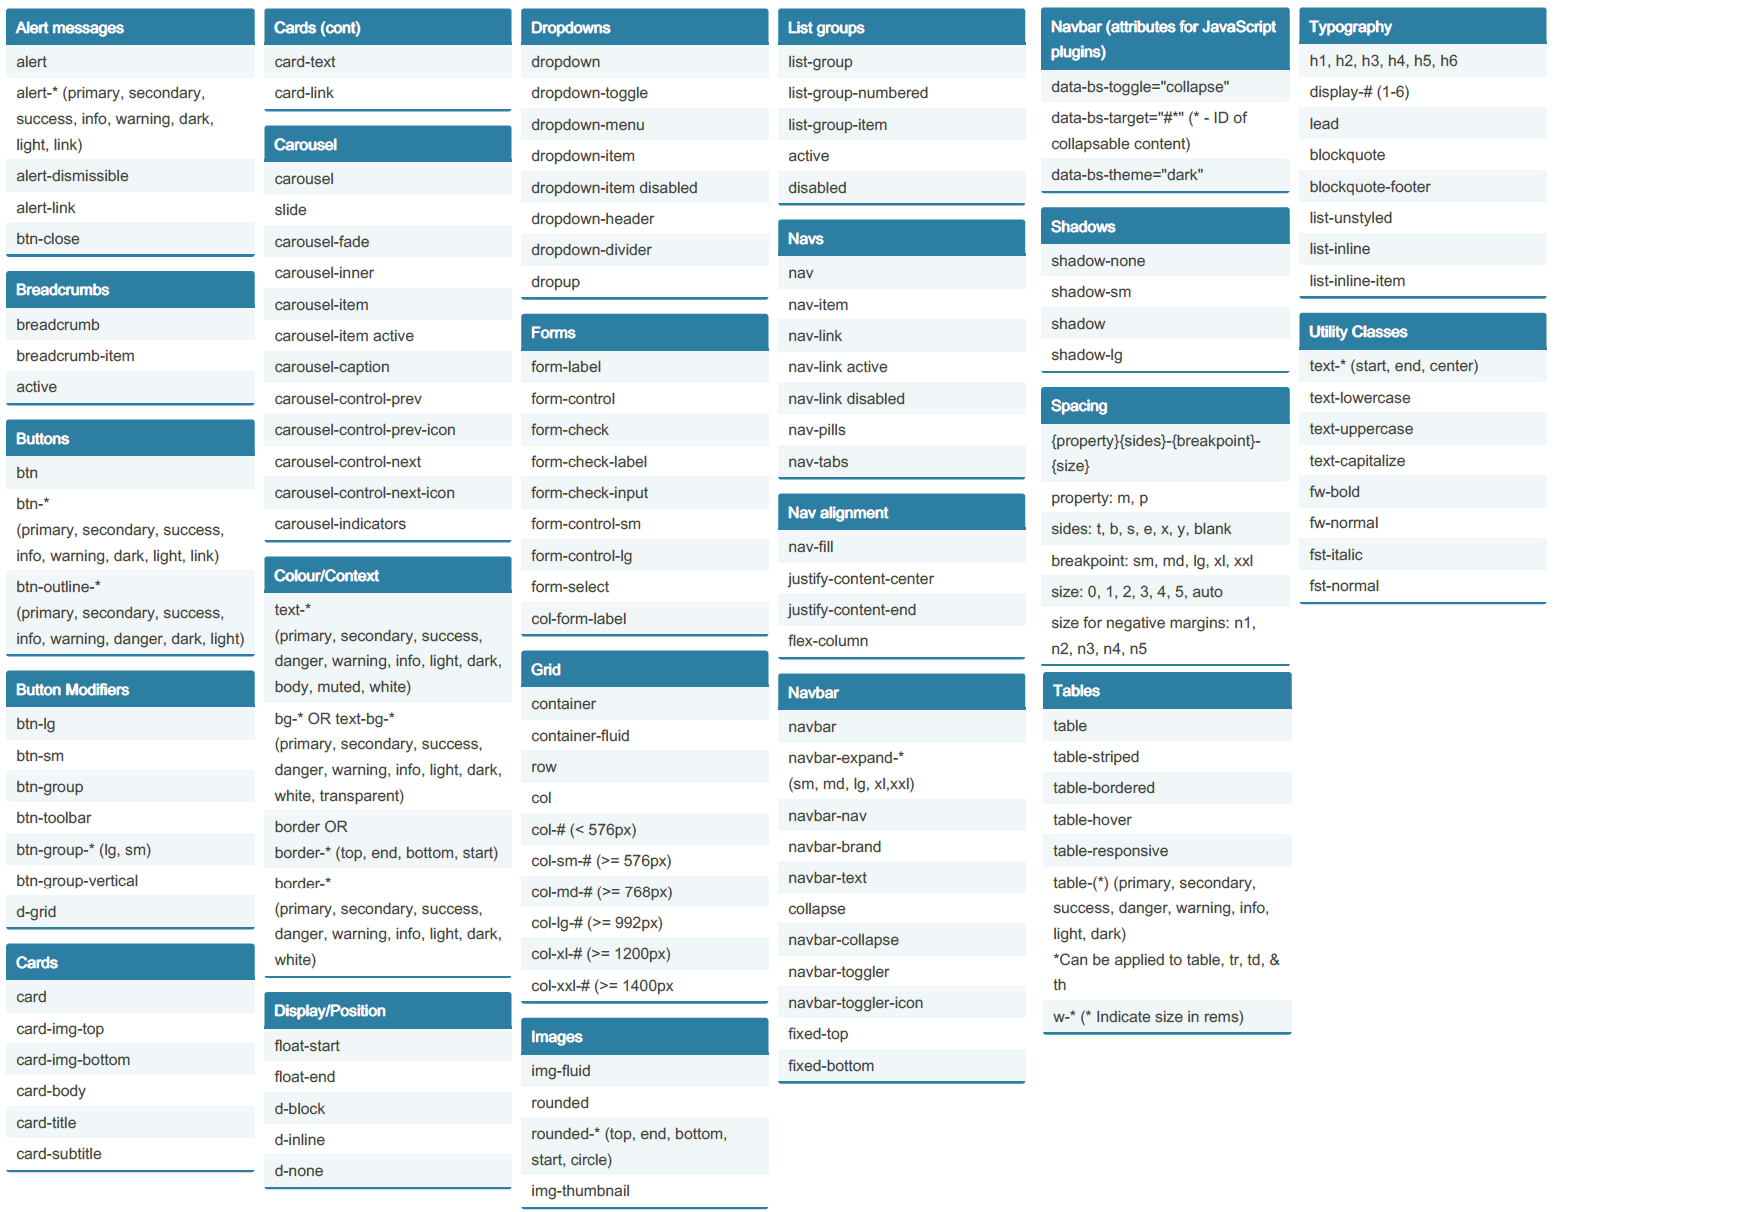 Alert messages
alert
alert-* (primary, secondary,
success, info, warning, dark,
light, link)
alert-dismissible
alert-link
btn-close
Breadcrumbs
breadcrumb
breadcrumb-item
active
Buttons
btn
btn-*
(primary, secondary, success,
info, warning, dark, light, link)
btn-outline-*
(primary, secondary, success,
info, warning, danger, dark, light)
Button Modifiers
btn-lg
btn-sm
btn-group
btn-toolbar
btn-group-* (lg, sm)
btn-group-vertical
d-grid
Cards
card
card-img-top
card-img-bottom
card-body
card-title
card-subtitle
Cards (cont)
card-text
card-link
Carousel
carousel
slide
carousel-fade
carousel-inner
carousel-item
carousel-item active
carousel-caption
carousel-control-prev
carousel-control-prev-icon
carousel-control-next
carousel-control-next-icon
carousel-indicators
Colour/Context
text-*
(primary, secondary, success,
danger, warning, info, light, dark,
body, muted, white)
bg-* OR text-bg-*
(primary, secondary, success,
danger, warning, info, light, dark,
white, transparent)
border OR
border-* (top, end, bottom, start)
border-*
(primary, secondary, success,
danger, warning, info, light, dark,
white)
Display/Position
float-start
float-end
d-block
d-inline
d-none
Dropdowns
dropdown
dropdown-toggle
dropdown-menu
dropdown-item
dropdown-item disabled
dropdown-header
dropdown-divider
dropup
Forms
form-label
form-control
form-check
form-check-label
form-check-input
form-control-sm
form-control-lg
form-select
col-form-label
Grid
container
container-fluid
row
col
col-# (< 576px)
col-sm-# (>= 576px)
col-md-# (>= 768px)
col-lg-# (>= 992px)
col-xl-# (>= 1200px)
col-xxl-# (>= 1400px
Images
img-fluid
rounded
rounded-* (top, end, bottom,
start, circle)
img-thumbnail
List groups
list-group
list-group-numbered
list-group-item
active
disabled
Navs
nav
nav-item
nav-link
nav-link active
nav-link disabled
nav-pills
nav-tabs
Nav alignment
nav-fill
justify-content-center
justify-content-end
flex-column
Navbar
navbar
navbar-expand-*
(sm, md, lg, xl,xxl)
navbar-nav
navbar-brand
navbar-text
collapse
navbar-collapse
navbar-toggler
navbar-toggler-icon
fixed-top
fixed-bottom
Navbar (attributes for JavaScript
plugins)
data-bs-toggle="collapse"
data-bs-target="#*" (* - ID of
collapsable content)
data-bs-theme="dark"
Shadows
shadow-none
shadow-sm
shadow
shadow-lg
Spacing
{property}{sides}-{breakpoint}-
{size}
property: m, p
sides: t, b, s, e, x, y, blank
breakpoint: sm, md, lg, xl, xxl
size: 0, 1, 2, 3, 4, 5, auto
size for negative margins: n1,
n2, n3, n4, n5
Tables
table
table-striped
table-bordered
table-hover
table-responsive
table-(*) (primary, secondary,
success, danger, warning, info,
light, dark)
*Can be applied to table, tr, td, &
th
w-* (* Indicate size in rems)
Typography
h1, h2, h3, h4, h5, h6
display-# (1-6)
lead
blockquote
blockquote-footer
list-unstyled
list-inline
list-inline-item
Utility Classes
text-* (start, end, center)
text-lowercase
text-uppercase
text-capitalize
fw-bold
fw-normal
fst-italic
fst-normal